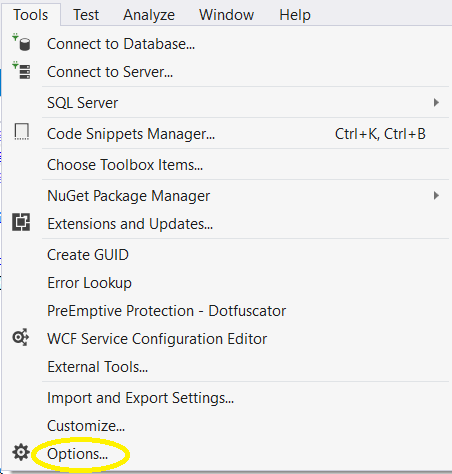 Tools Test Analyze Window Help
Connect to Database...
Connect to Server...
SQL Server
Code Snippets Manager... Ctrl+K, Ctrl+B
Choose Toolbox Items...
NuGet Package Manager
Extensions and Updates...
Create GUID
Error Lookup
PreEmptive Protection - Dotfuscator
WCF Service Configuration Editor
External Tools...
Import and Export Settings...
Customize...
Options...